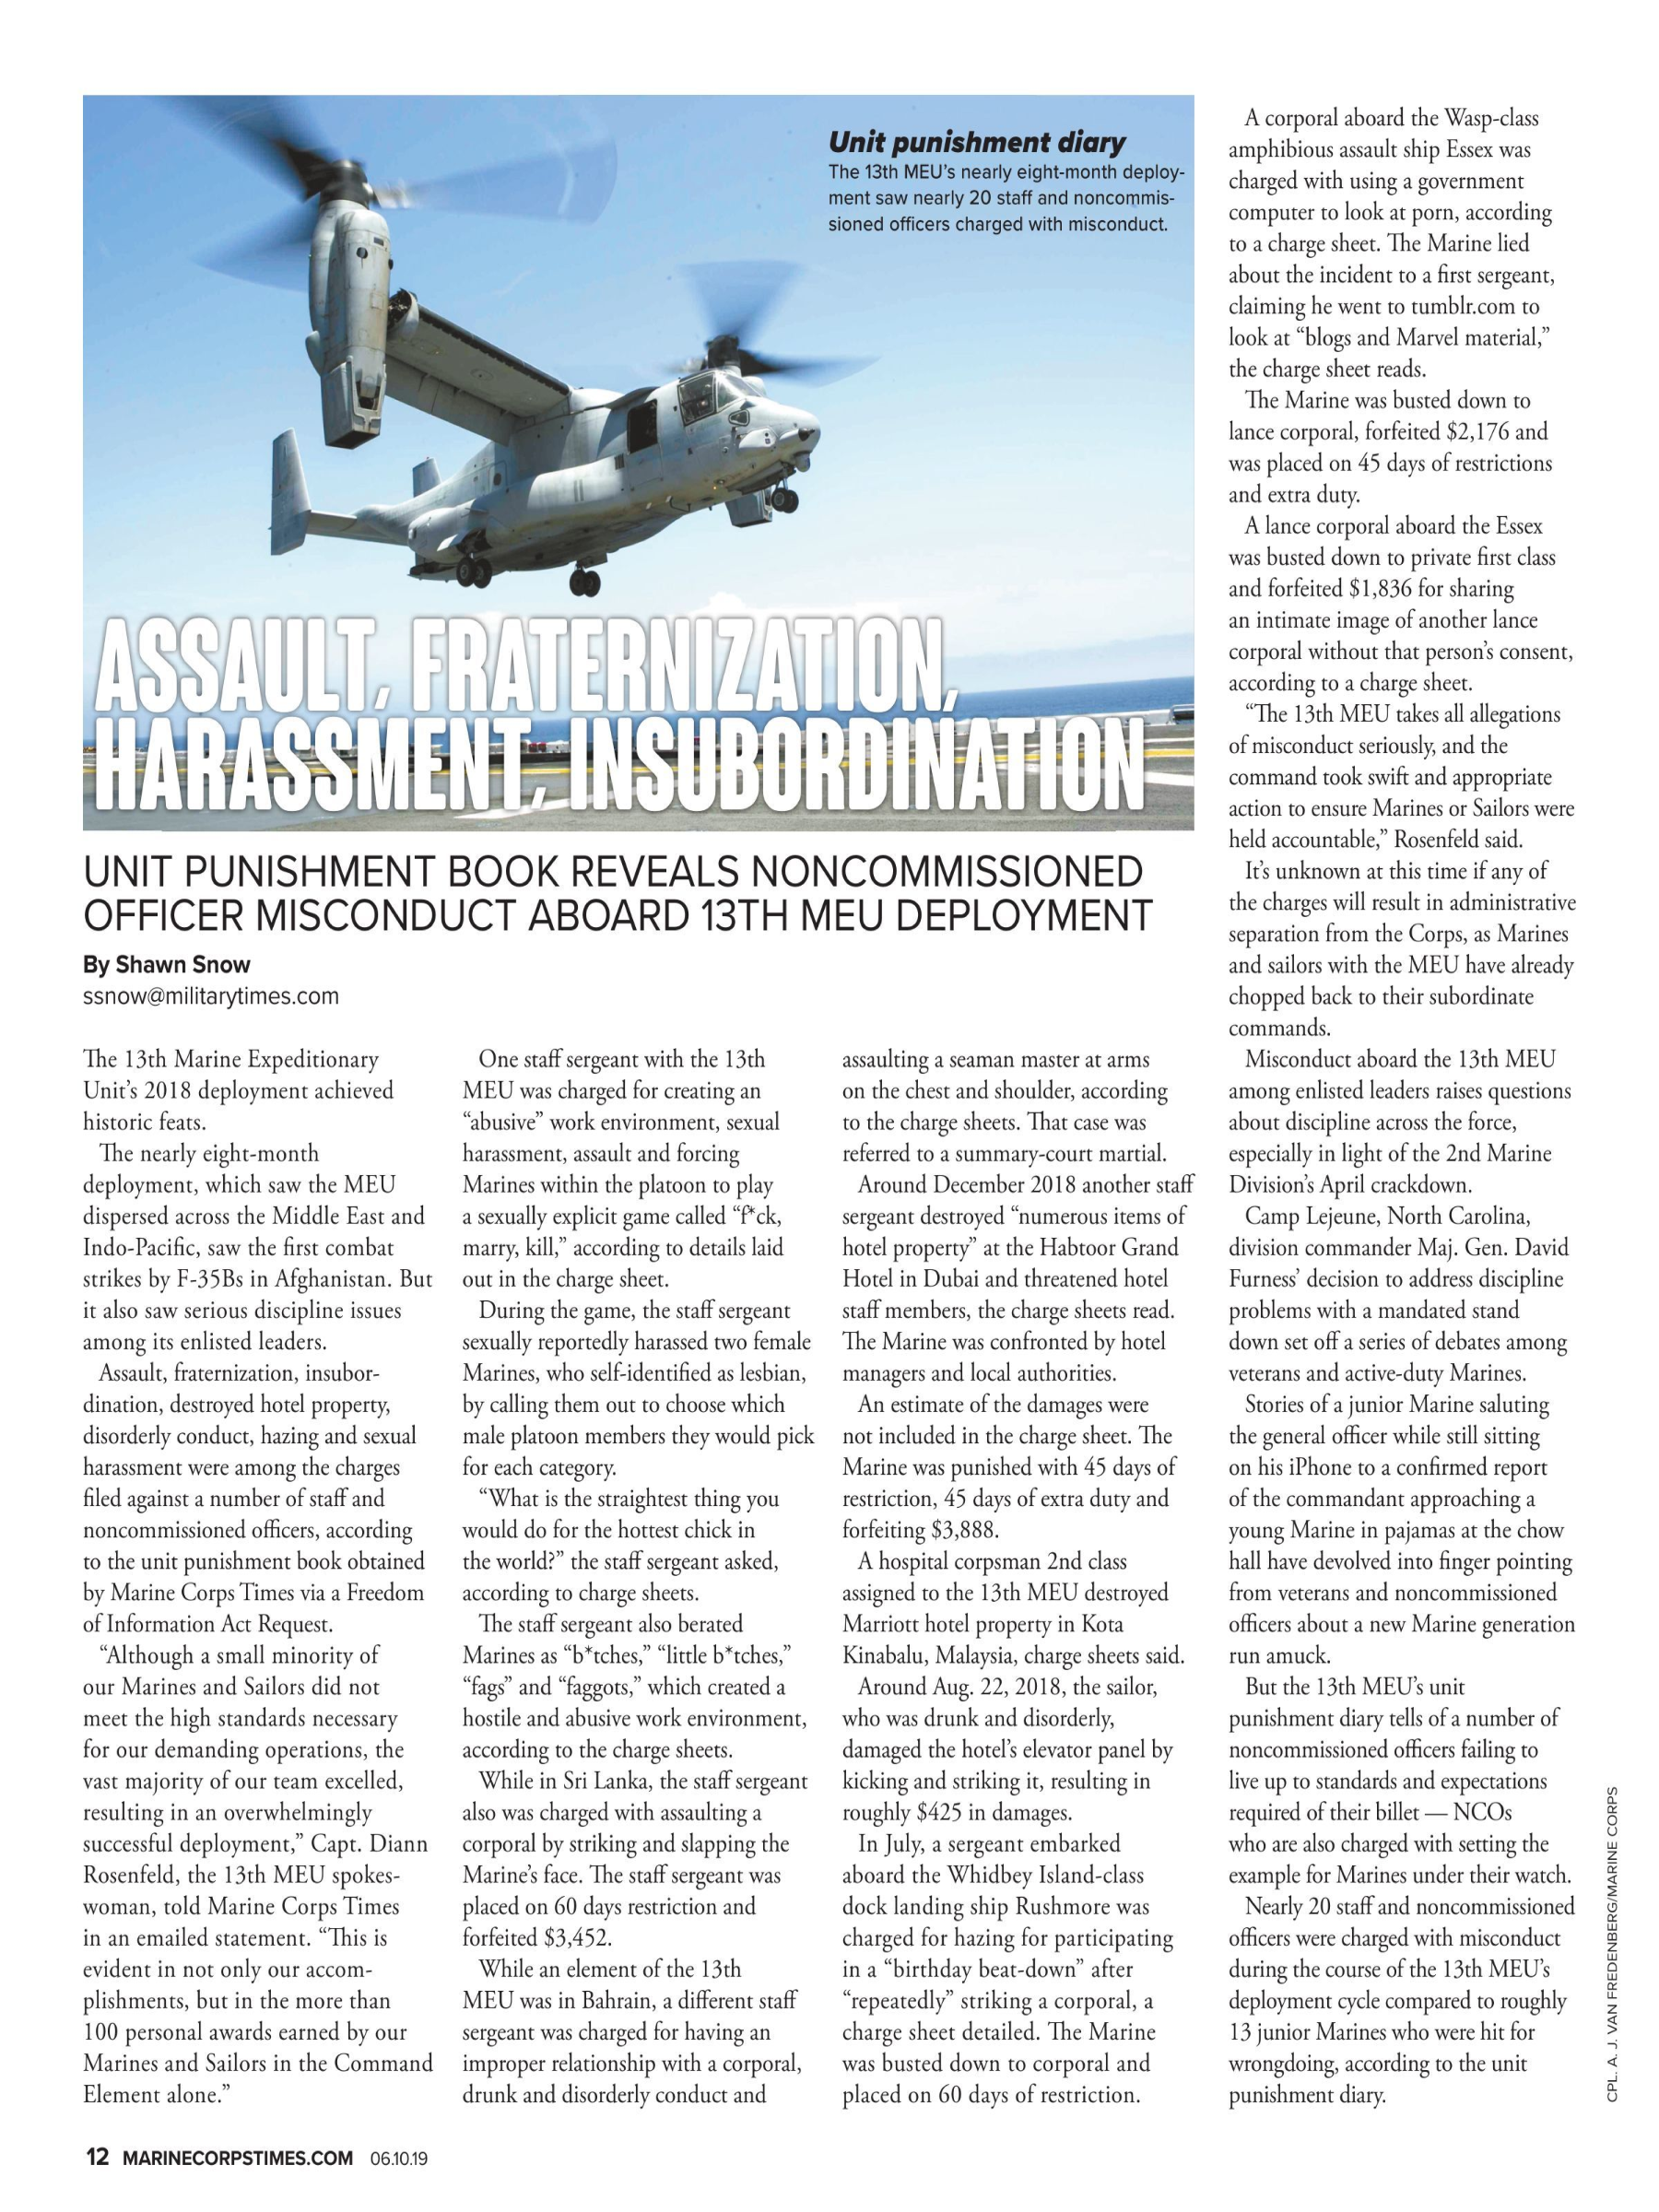 Unit punishment diary
The 13th MEU's nearly eight-month deploy-
ment saw nearly 20 staff and noncommis-
sioned officers charged with misconduct.
ASSAULT, FRATERNIZATION,
HARASSMENT, INSUBORDINATION
UNIT PUNISHMENT BOOK REVEALS NONCOMMISSIONED
OFFICER MISCONDUCT ABOARD 13TH MEU DEPLOYMENT
By Shawn Snow
ssnow@militarytimes.com
The 13th Marine Expeditionary
Unit's 2018 deployment achieved
historic feats.
The nearly eight-month
deployment, which saw the MEU
dispersed across the Middle East and
Indo-Pacific, saw the first combat
strikes by F-35Bs in Afghanistan. But
it also saw serious discipline issues
among its enlisted leaders.
Assault, fraternization, insubor-
dination, destroyed hotel property,
disorderly conduct, hazing and sexual
harassment were among the charges
filed against a number of staff and
noncommissioned officers, according
to the unit punishment book obtained
by Marine Corps Times via a Freedom
of Information Act Request.
“Although a small minority of
our Marines and Sailors did not
meet the high standards necessary
for our demanding operations, the
vast majority of our team excelled,
resulting in an overwhelmingly
successful deployment,” Capt. Diann
Rosenfeld, the 13th MEU spokes-
woman, told Marine Corps Times
in an emailed statement. “This is
evident in not only our accom-
plishments, but in the more than
100 personal awards earned by our
Marines and Sailors in the Command
Element alone.”
One staff sergeant with the 13th
MEU was charged for creating an
“abusive” work environment, sexual
harassment, assault and forcing
Marines within the platoon to play
a sexually explicit game called “f*ck,
marry, kill,” according to details laid
out in the charge sheet.
During the game, the staff sergeant
sexually reportedly harassed two female
Marines, who self-identified as lesbian,
by calling them out to choose which
male platoon members they would pick
for each category.
“What is the straightest thing you
would do for the hottest chick in
the world?” the staff sergeant asked,
according to charge sheets.
The staff sergeant also berated
Marines as “b*tches,” “little b*tches,”
“fags” and “faggots,” which created a
hostile and abusive work environment,
according to the charge sheets.
While in Sri Lanka, the staff sergeant
also was charged with assaulting a
corporal by striking and slapping the
Marine's face. The staff sergeant was
placed on 60 days restriction and
forfeited $3,452.
While an element of the 13th
MEU was in Bahrain, a different staff
sergeant was charged for having an
improper relationship with a corporal,
drunk and disorderly conduct and
assaulting a seaman master at arms
on the chest and shoulder, according
to the charge sheets. That case was
referred to a summary-court martial.
Around December 2018 another staff
sergeant destroyed “numerous items of
hotel property” at the Habtoor Grand
Hotel in Dubai and threatened hotel
staff members, the charge sheets read.
The Marine was confronted by hotel
managers and local authorities.
An estimate of the damages were
not included in the charge sheet. The
Marine was punished with 45 days of
restriction, 45 days of extra duty and
forfeiting $3,888.
A hospital corpsman 2nd class
assigned to the 13th MEU destroyed
Marriott hotel property in Kota
Kinabalu, Malaysia, charge sheets said.
Around Aug. 22, 2018, the sailor,
who was drunk and disorderly,
damaged the hotel's elevator panel by
kicking and striking it, resulting in
roughly $425 in damages.
In July, a sergeant embarked
aboard the Whidbey Island-class
dock landing ship Rushmore was
charged for hazing for participating
in a “birthday beat-down” after
“repeatedly” striking a corporal, a
charge sheet detailed. The Marine
was busted down to corporal and
placed on 60 days of restriction.
A corporal aboard the Wasp-class
amphibious assault ship Essex was
charged with using a government
computer to look at porn, according
to a charge sheet. The Marine lied
about the incident to a first sergeant,
claiming he went to tumblr.com to
look at “blogs and Marvel material,”
the charge sheet reads.
The Marine was busted down to
lance corporal, forfeited $2,176 and
was placed on 45 days of restrictions
and extra duty.
A lance corporal aboard the Essex
was busted down to private first class
and forfeited $1,836 for sharing
an intimate image of another lance
corporal without that person's consent,
according to a charge sheet.
“The 13th MEU takes all allegations
of misconduct seriously, and the
command took swift and appropriate
action to ensure Marines or Sailors were
held accountable,” Rosenfeld said.
It's unknown at this time if any of
the charges will result in administrative
separation from the Corps, as Marines
and sailors with the MEU have already
chopped back to their subordinate
commands.
Misconduct aboard the 13th MEU
among enlisted leaders raises questions
about discipline across the force,
especially in light of the 2nd Marine
Division's April crackdown.
Camp Lejeune, North Carolina,
division commander Maj. Gen. David
Furness' decision to address discipline
problems with a mandated stand
down set off a series of debates among
veterans and active-duty Marines.
Stories of a junior Marine saluting
the general officer while still sitting
on his iPhone to a confirmed report
of the commandant approaching a
young Marine in pajamas at the chow
hall have devolved into finger pointing
from veterans and noncommissioned
officers about a new Marine generation
run amuck.
But the 13th MEU's unit
punishment diary tells of a number of
noncommissioned officers failing to
live up to standards and expectations
required of their billet — NCOs
who are also charged with setting the
example for Marines under their watch.
Nearly 20 staff and noncommissioned
officers were charged with misconduct
during the course of the 13th MEU's
deployment cycle compared to roughly
13 junior Marines who were hit for
wrongdoing, according to the unit
punishment diary.
CPL. A. J. VAN FREDENBERG/MARINE CORPS
12 MARINECORPSTIMES.COM 06.10.19